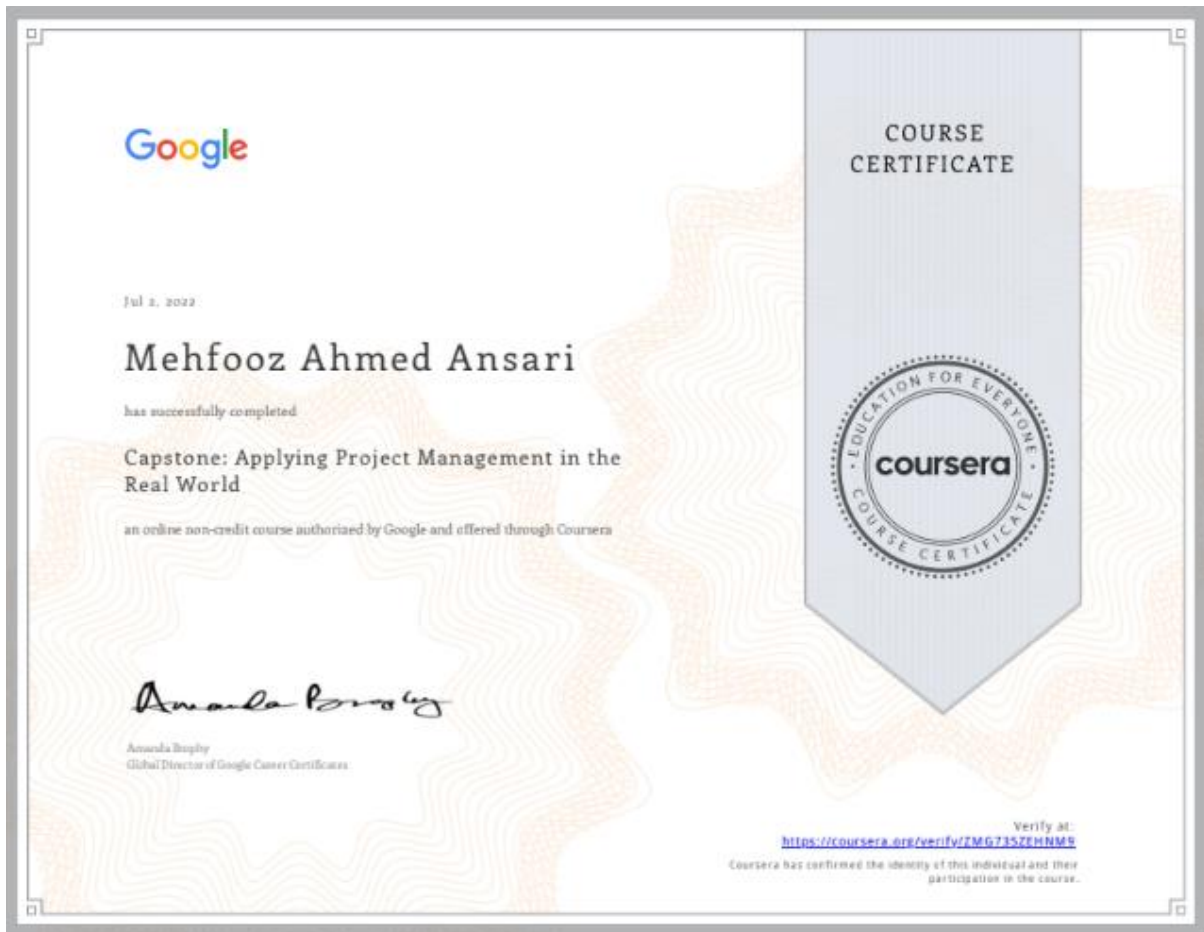 Google
COURSE
CERTIFICATE
Jul 2, 2022
Mehfooz Ahmed Ansari
has successfully completed
Capstone: Applying Project Management in the
Real World
an online non-credit course authorized by Google and offered through Coursera
EDUCATION FOR EVERYONE
coursera
COURSE CERTIFICATE
Amanda Brophy
Amanda Brophy
Global Director of Google Career Certificates
Verify at:
https://coursera.org/verify/ZMG735ZEHNM9
Coursera has confirmed the identity of this individual and their
participation in the course.